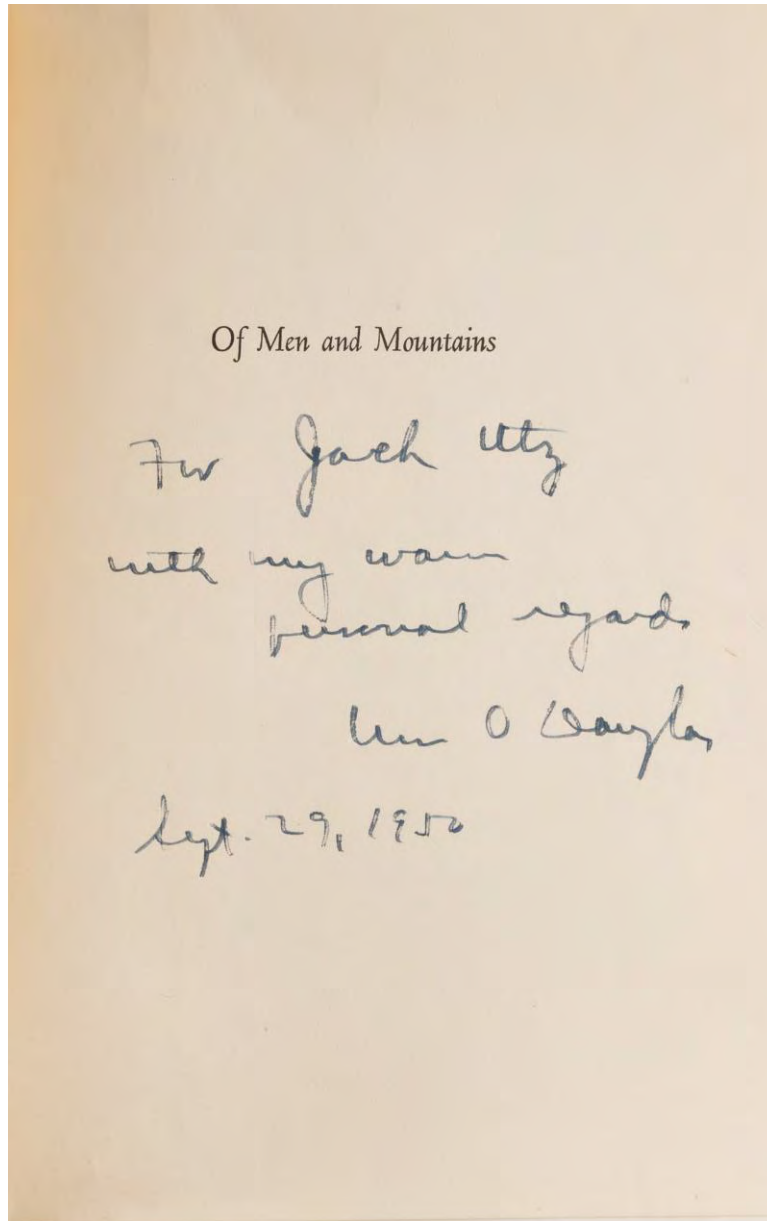 Of Men and Mountains
For Jack Utz
with my warm
personal regards
Wm O Douglas
Sept. 29, 1950